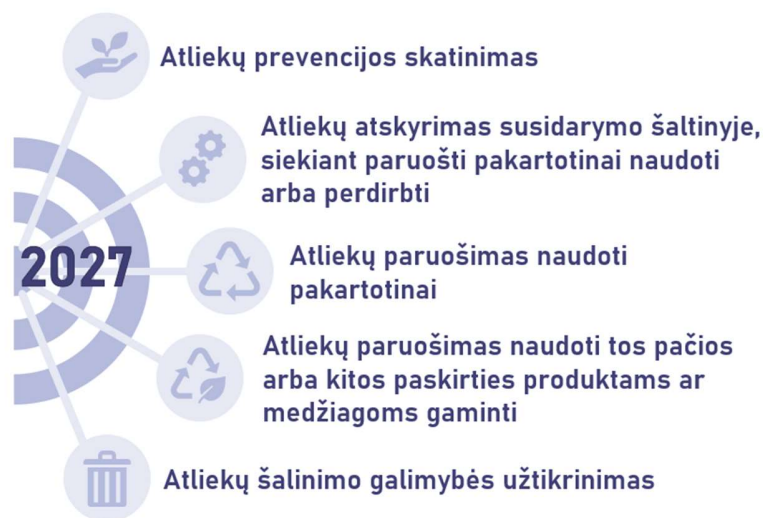 Atliekų prevencijos skatinimas
Atliekų atskyrimas susidarymo šaltinyje,
siekiant paruošti pakartotinai naudoti
arba perdirbti
2027
Atliekų paruošimas naudoti
pakartotinai
Atliekų paruošimas naudoti tos pačios
arba kitos paskirties produktams ar
medžiagoms gaminti
Atliekų šalinimo galimybės užtikrinimas